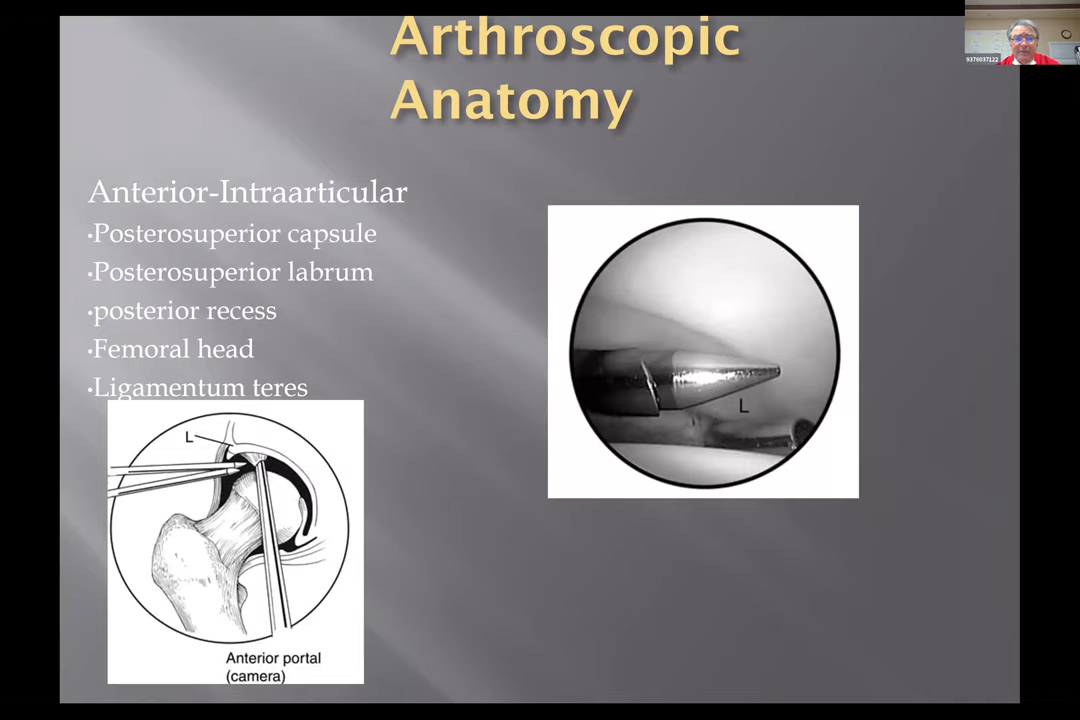 Arthroscopic
Anatomy
9376037122
Anterior-Intraarticular
•Posterosuperior capsule
•Posterosuperior labrum
•posterior recess
•Femoral head
•Ligamentum teres
L
L
Anterior portal
(camera)